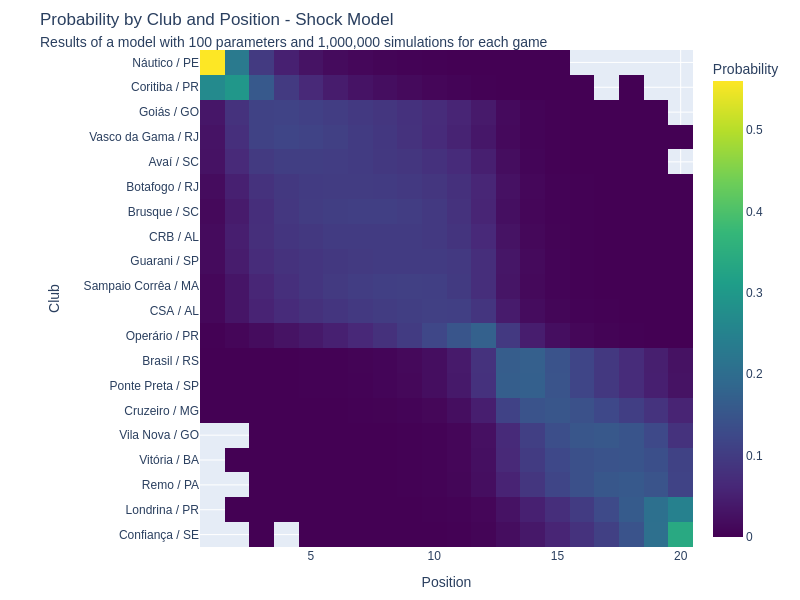 Probability by Club and Position - Shock Model
Results of a model with 100 parameters and 1,000,000 simulations for each game
Probability
Náutico / PE
Coritiba / PR
Goiás / GO
Vasco da Gama / RJ
Avaí / SC
Botafogo / RJ
Brusque / SC
CRB / AL
Guarani / SP
Sampaio Corrêa / MA
CSA / AL
Operário / PR
Brasil / RS
Ponte Preta / SP
Cruzeiro / MG
Vila Nova / GO
Vitória / BA
Remo / PA
Londrina / PR
Confiança / SE
Club
5
10
15
20
Position
0.5
0.4
0.3
0.2
0.1
0